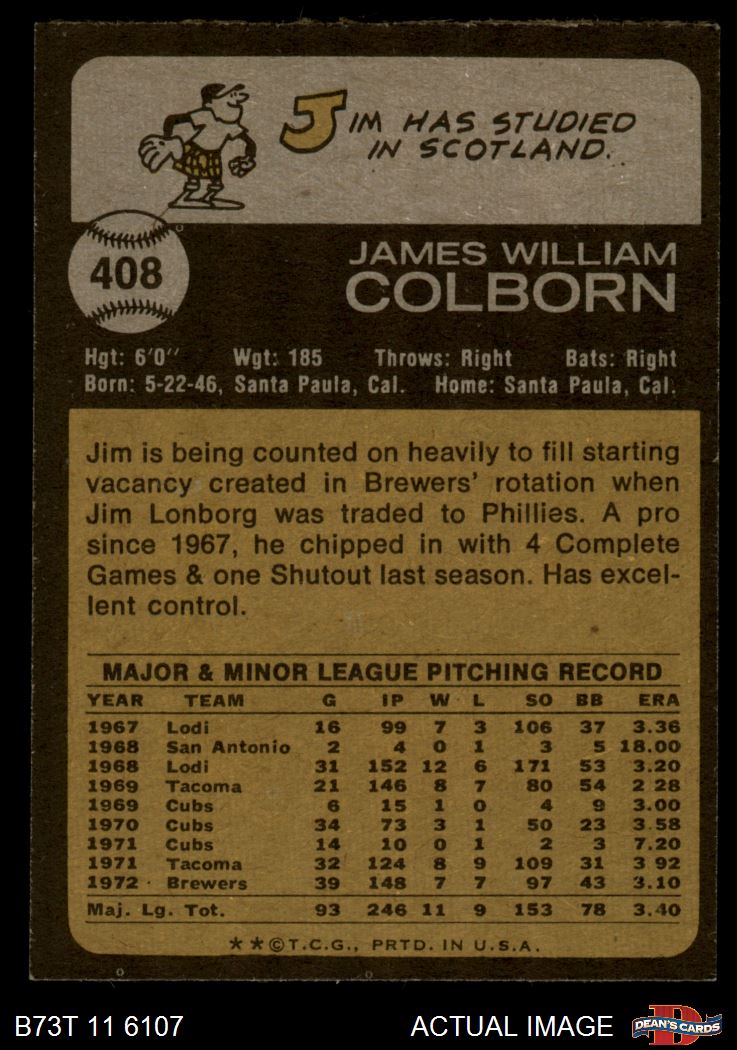 JIM HAS STUDIED
IN SCOTLAND..
408
JAMES WILLIAM
COLBORN
Hgt: 6'0" Wgt: 185 Throws: Right Bats: Right
Born: 5-22-46, Santa Paula, Cal. Home: Santa Paula, Cal.
Jim is being counted on heavily to fill starting
vacancy created in Brewers' rotation when
Jim Lonborg was traded to Phillies. A pro
since 1967, he chipped in with 4 Complete
Games & one Shutout last season. Has excel-
lent control.
MAJOR & MINOR LEAGUE PITCHING RECORD
YEAR TEAM G IP W L SO BB ERA
1967 Lodi 16 99 7 3 106 37 3.36
1968 San Antonio 2 4 0 1 3 5 18.00
1968 Lodi 31 152 12 6 171 53 3.20
1969 Tacoma 21 146 8 7 80 54 2.28
1969 Cubs 6 15 1 0 4 9 3.00
1970 Cubs 34 73 3 1 50 23 3.58
1971 Cubs 14 10 0 1 2 3 7.20
1971 Tacoma 32 124 8 9 109 31 3.92
1972 Brewers 39 148 7 7 97 43 3.10
Maj. Lg. Tot. 93 246 11 9 153 78 3.40
★★©T.C.G., PRTD. IN U.S.A.
B73T 11 6107 ACTUAL IMAGE DEAN'S CARDS